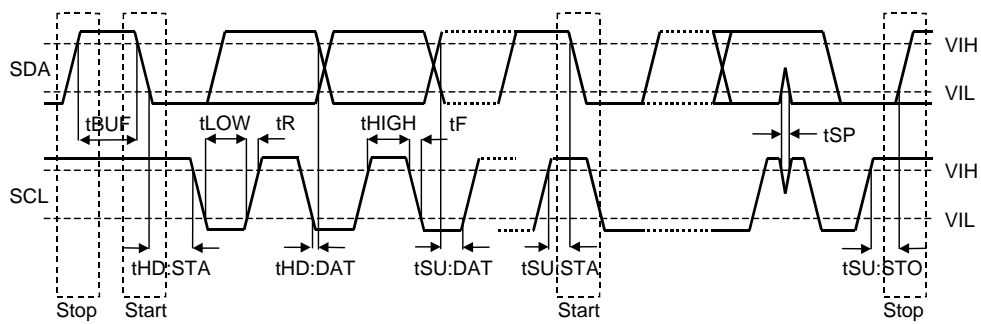 VIH
SDA
VIL
tBUF tLOW tR tHIGH tF
tSP
VIH
SCL
VIL
tHD:STA tHD:DAT tSU:DAT tSU:STA tSU:STO
Stop Start Start Stop